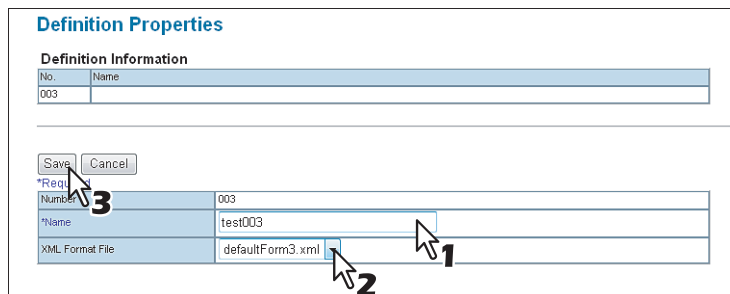 Definition Properties
Definition Information
No. Name
003
Save Cancel
3
*Required
Number 003
*Name test003
1
XML Format File defaultForm3.xml
2